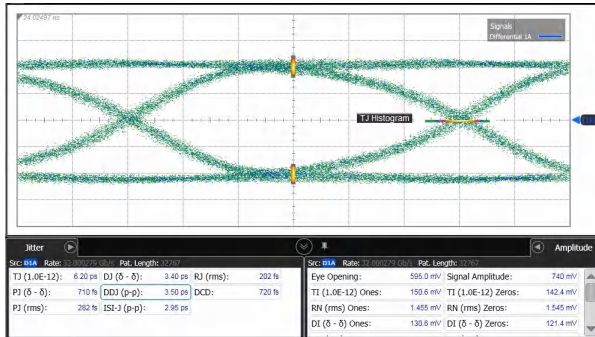 24.02497 ns
Signals
Differential 1A
TJ Histogram
Jitter
Amplitude
Src: D1A Rate: 32.000279 Gb/s Pat. Length: 32767
Src: D1A Rate: 32.000279 Gb/s Pat. Length: 32767
TJ (1.0E-12): 6.20 ps DJ (δ - δ): 3.40 ps RJ (rms): 202 fs
Eye Opening: 595.0 mV Signal Amplitude: 740 mV
PJ (δ - δ): 710 fs DDJ (p-p): 3.50 ps DCD: 720 fs
TI (1.0E-12) Ones: 150.6 mV TI (1.0E-12) Zeros: 142.4 mV
PJ (rms): 282 fs ISI-J (p-p): 2.95 ps
RN (rms) Ones: 1.455 mV RN (rms) Zeros: 1.545 mV
DI (δ - δ) Ones: 130.6 mV DI (δ - δ) Zeros: 121.4 mV